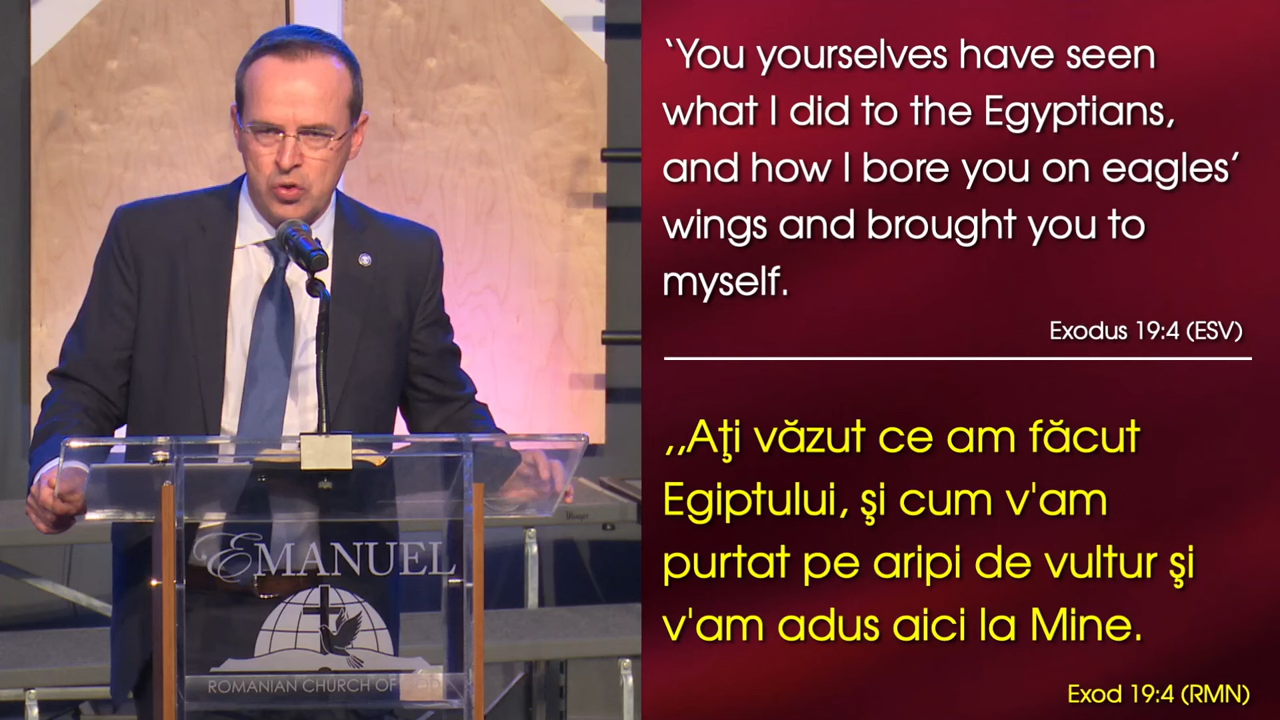 ‘You yourselves have seen
what I did to the Egyptians,
and how I bore you on eagles’
wings and brought you to
myself.
Exodus 19:4 (ESV)
,,Aţi văzut ce am făcut
Egiptului, şi cum v'am
purtat pe aripi de vultur şi
v'am adus aici la Mine.
Exod 19:4 (RMN)
EMANUEL
ROMANIAN CHURCH OF GOD